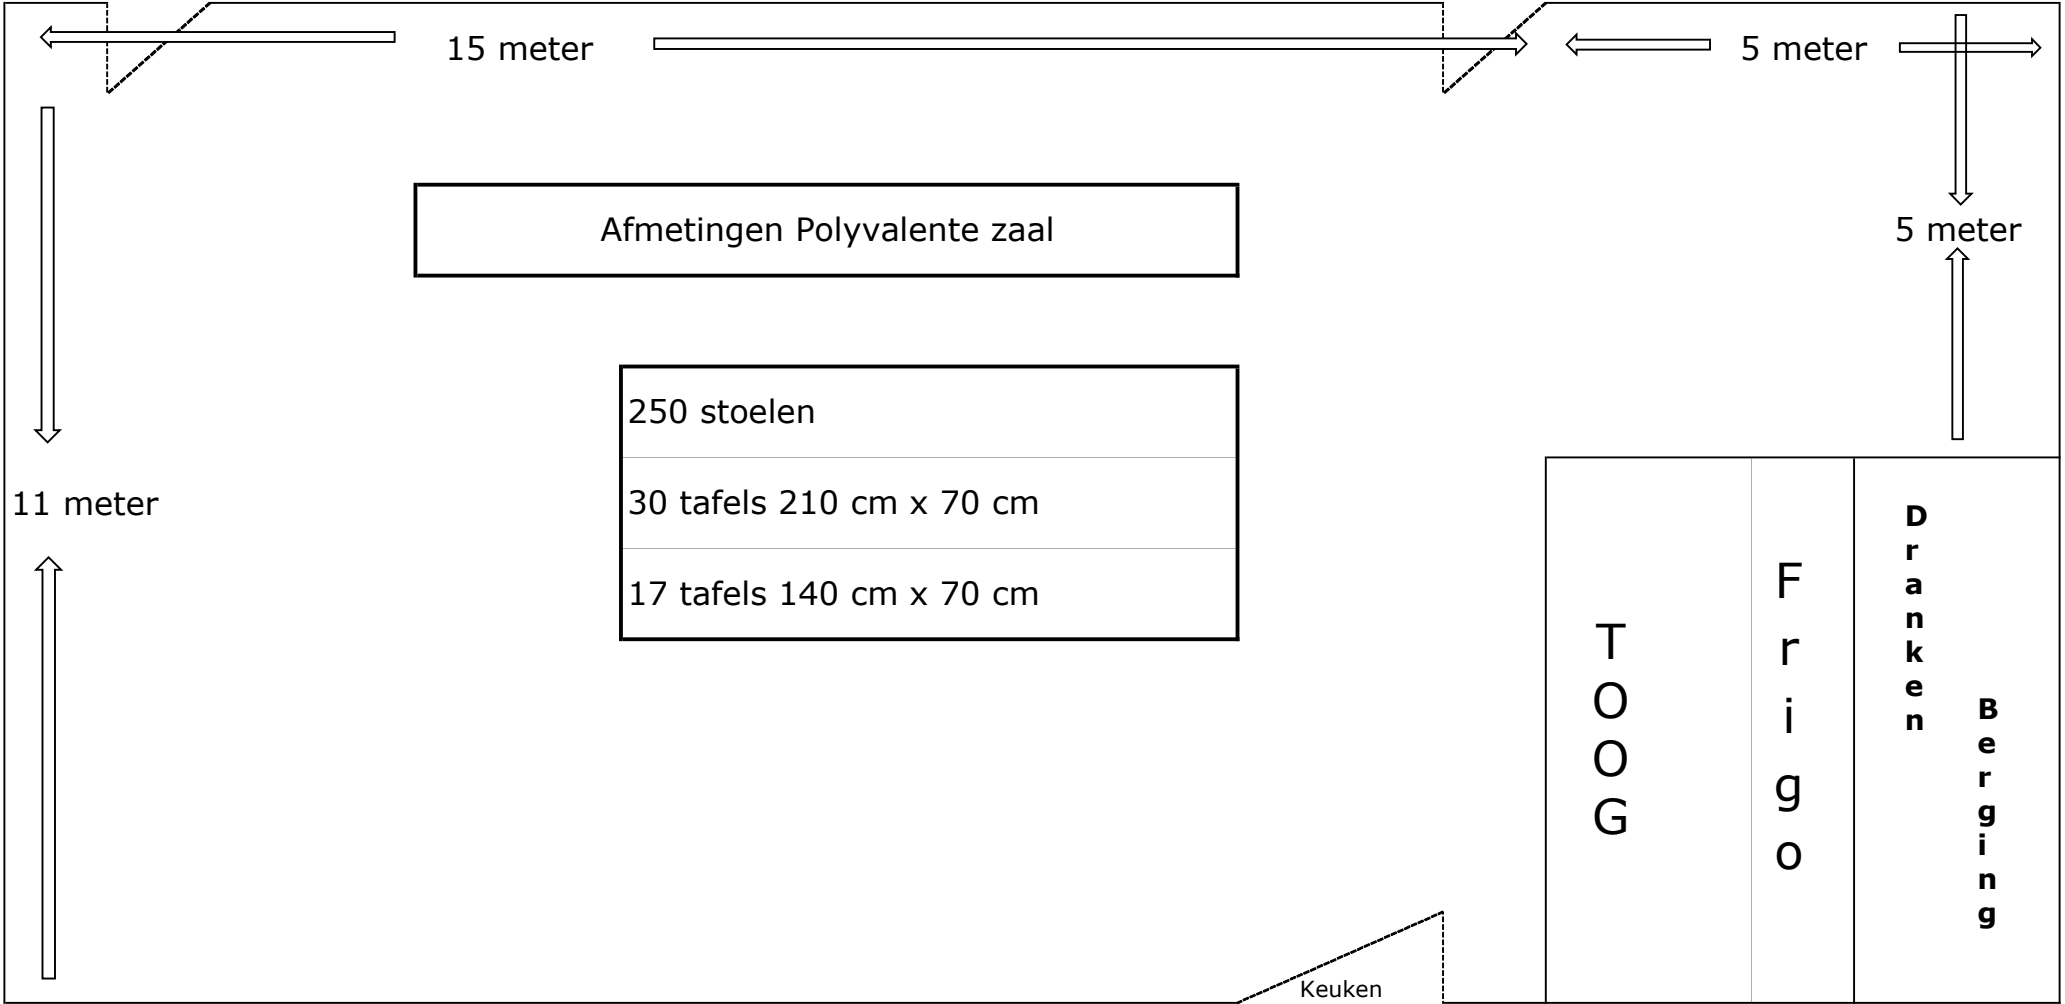 15 meter
5 meter
Afmetingen Polyvalente zaal
5 meter
250 stoelen
11 meter
30 tafels 210 cm x 70 cm
17 tafels 140 cm x 70 cm
TOOG
Frigo
Dranken
Berging
Keuken